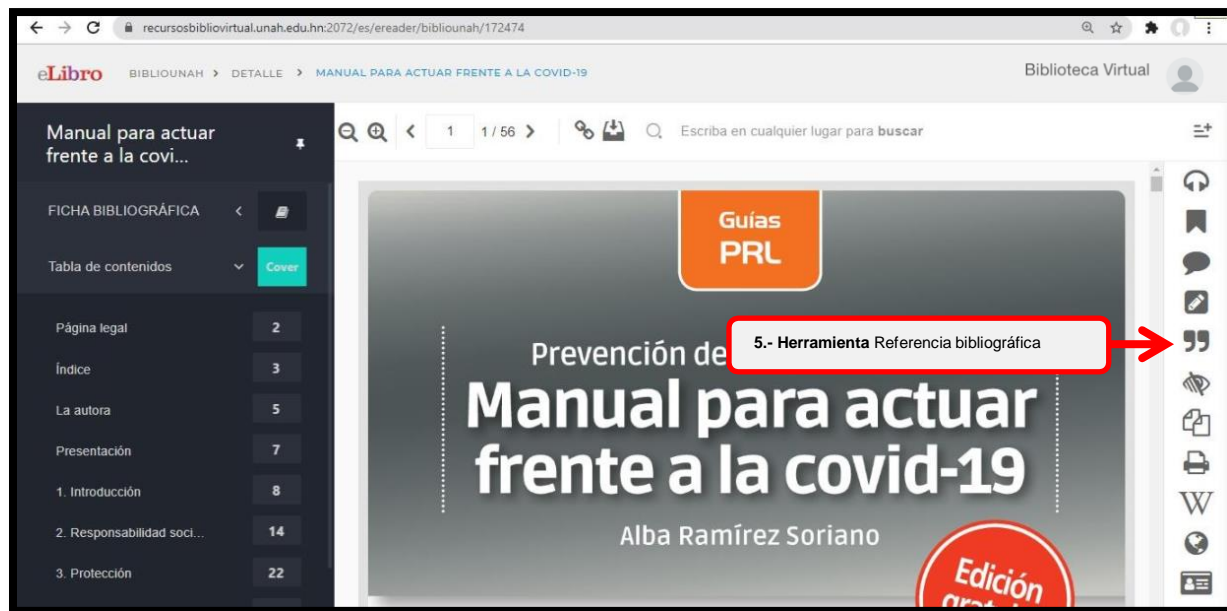 recursosbibliovirtual.unah.edu.hn:2072/es/ereader/bibliounah/172474
eLibro BIBLIOUNAH > DETALLE > MANUAL PARA ACTUAR FRENTE A LA COVID-19 Biblioteca Virtual
Manual para actuar
frente a la covi...
1 1 / 56 Escriba en cualquier lugar para buscar
FICHA BIBLIOGRÁFICA
Tabla de contenidos Cover
Página legal 2
Índice 3
La autora 5
Presentación 7
1. Introducción 8
2. Responsabilidad soci... 14
3. Protección 22
Guías
PRL
Prevención de
5.- Herramienta Referencia bibliográfica
Manual para actuar
frente a la covid-19
Alba Ramírez Soriano
Edición
W